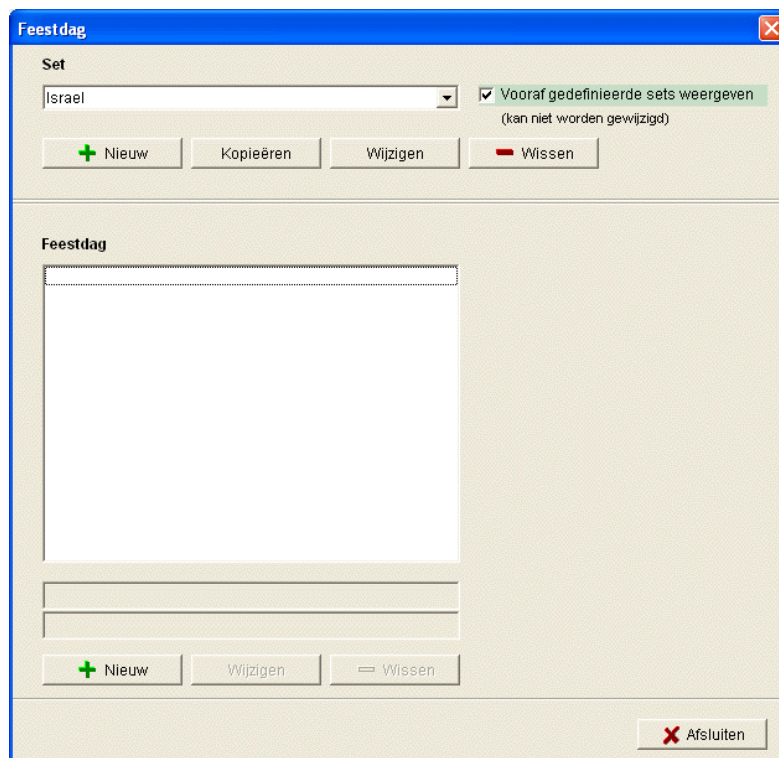 Feestdag
Set
Israel
Vooraf gedefinieerde sets weergeven
(kan niet worden gewijzigd)
Nieuw
Kopieëren
Wijzigen
Wissen
Feestdag
Nieuw
Wijzigen
Wissen
Afsluiten